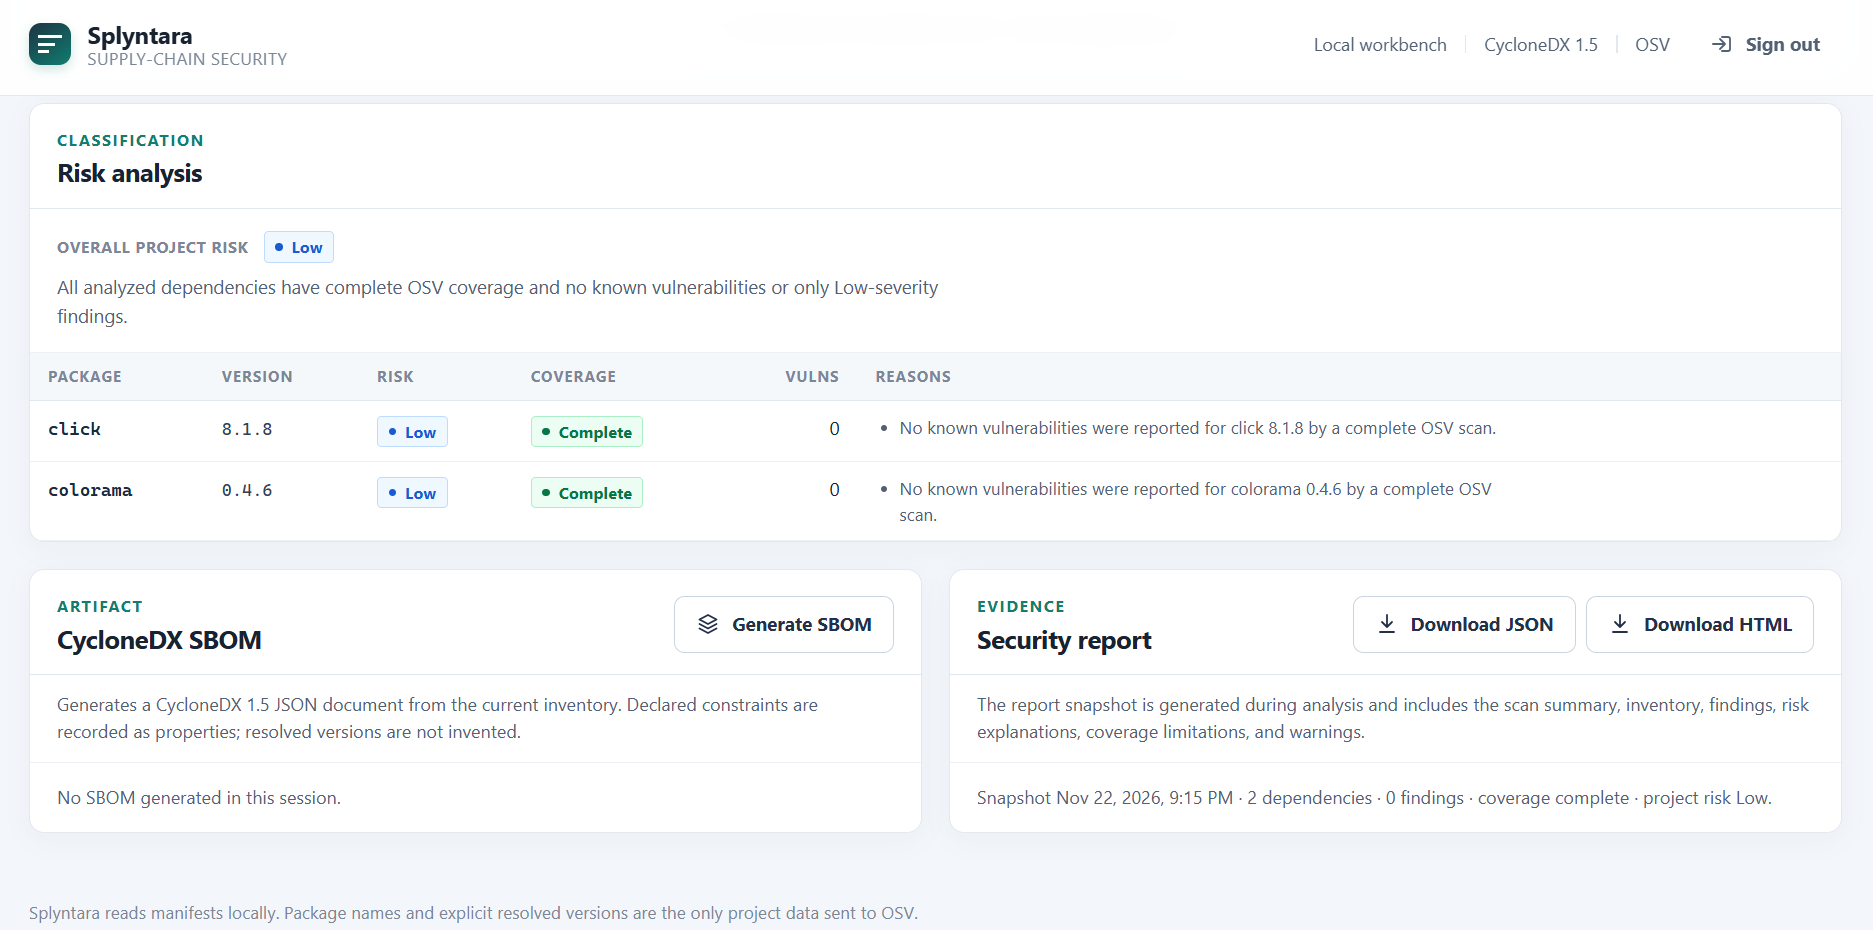 Splyntara
SUPPLY-CHAIN SECURITY
Local workbench
CycloneDX 1.5
OSV
Sign out
CLASSIFICATION
Risk analysis
OVERALL PROJECT RISK Low
All analyzed dependencies have complete OSV coverage and no known vulnerabilities or only Low-severity
findings.
PACKAGE VERSION RISK COVERAGE VULNS REASONS
click 8.1.8 Low Complete 0 • No known vulnerabilities were reported for click 8.1.8 by a complete OSV scan.
colorama 0.4.6 Low Complete 0 • No known vulnerabilities were reported for colorama 0.4.6 by a complete OSV
scan.
ARTIFACT
CycloneDX SBOM
Generate SBOM
Generates a CycloneDX 1.5 JSON document from the current inventory. Declared constraints are
recorded as properties; resolved versions are not invented.
No SBOM generated in this session.
EVIDENCE
Security report
Download JSON
Download HTML
The report snapshot is generated during analysis and includes the scan summary, inventory, findings, risk
explanations, coverage limitations, and warnings.
Snapshot Nov 22, 2026, 9:15 PM · 2 dependencies · 0 findings · coverage complete · project risk Low.
Splyntara reads manifests locally. Package names and explicit resolved versions are the only project data sent to OSV.